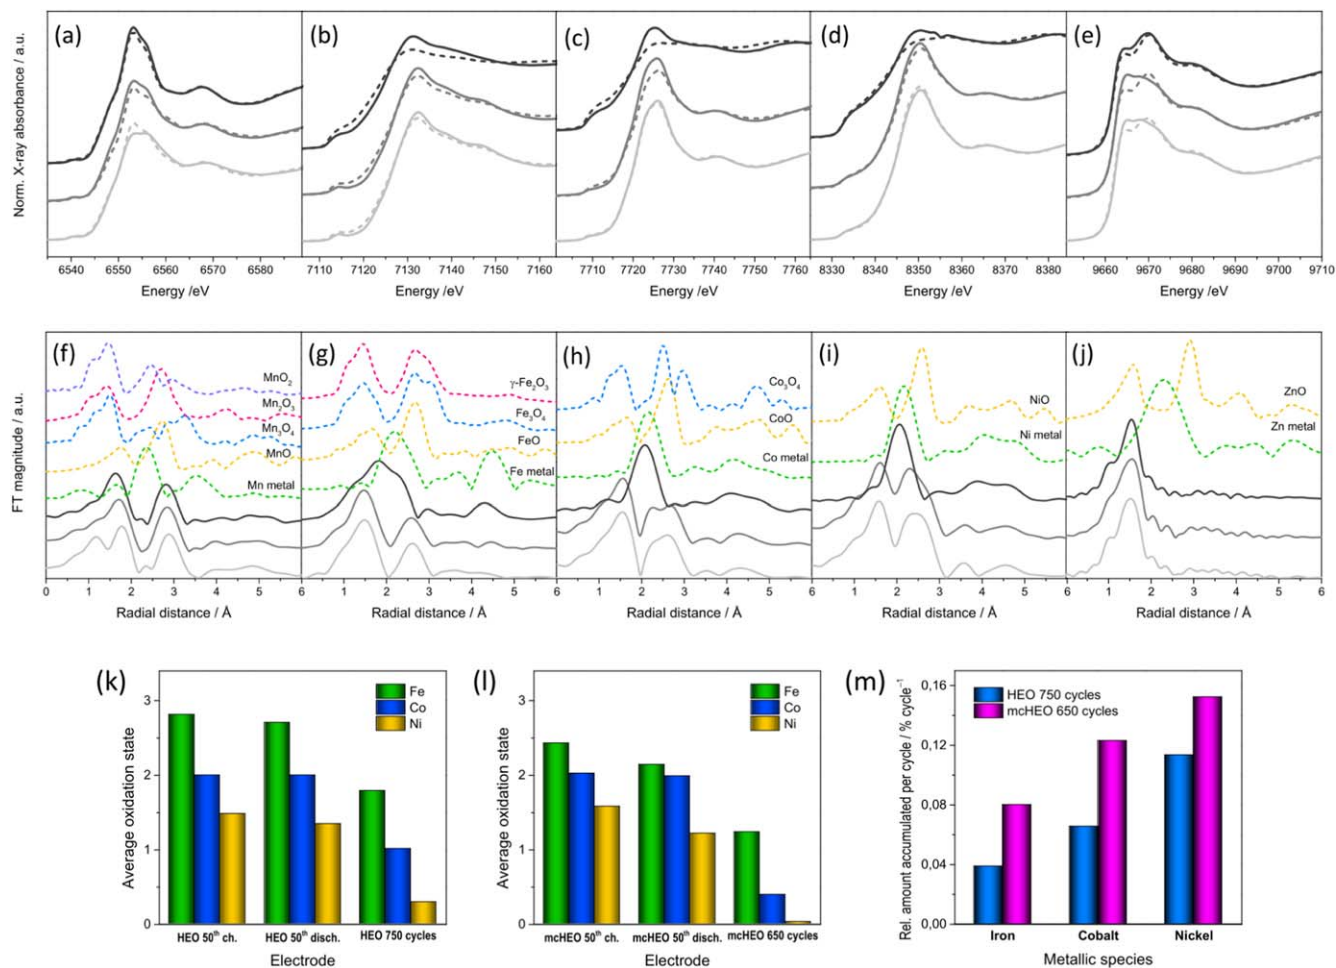 Norm. X-ray absorbance / a.u.
(a)
(b)
(c)
(d)
(e)
6540 6550 6560 6570 6580
7110 7120 7130 7140 7150 7160
7710 7720 7730 7740 7750 7760
8330 8340 8350 8360 8370 8380
9660 9670 9680 9690 9700 9710
Energy /eV
Energy /eV
Energy /eV
Energy /eV
Energy /eV
FT magnitude / a.u.
(f)
MnO₂
Mn₂O₃
Mn₃O₄
MnO
Mn metal
(g)
γ-Fe₂O₃
Fe₃O₄
FeO
Fe metal
(h)
Co₃O₄
CoO
Co metal
(i)
NiO
Ni metal
(j)
ZnO
Zn metal
0 1 2 3 4 5 6
1 2 3 4 5 6
1 2 3 4 5 6
1 2 3 4 5 6
1 2 3 4 5 6
Radial distance / Å
Radial distance / Å
Radial distance / Å
Radial distance / Å
Radial distance / Å
(k)
Average oxidation state
3
2
1
0
Fe
Co
Ni
HEO 50ᵗʰ ch. HEO 50ᵗʰ disch. HEO 750 cycles
Electrode
(l)
Average oxidation state
3
2
1
0
Fe
Co
Ni
mcHEO 50ᵗʰ ch. mcHEO 50ᵗʰ disch. mcHEO 650 cycles
Electrode
(m)
Rel. amount accumulated per cycle / % cycle⁻¹
0,16
0,12
0,08
0,04
0,00
HEO 750 cycles
mcHEO 650 cycles
Iron Cobalt Nickel
Metallic species